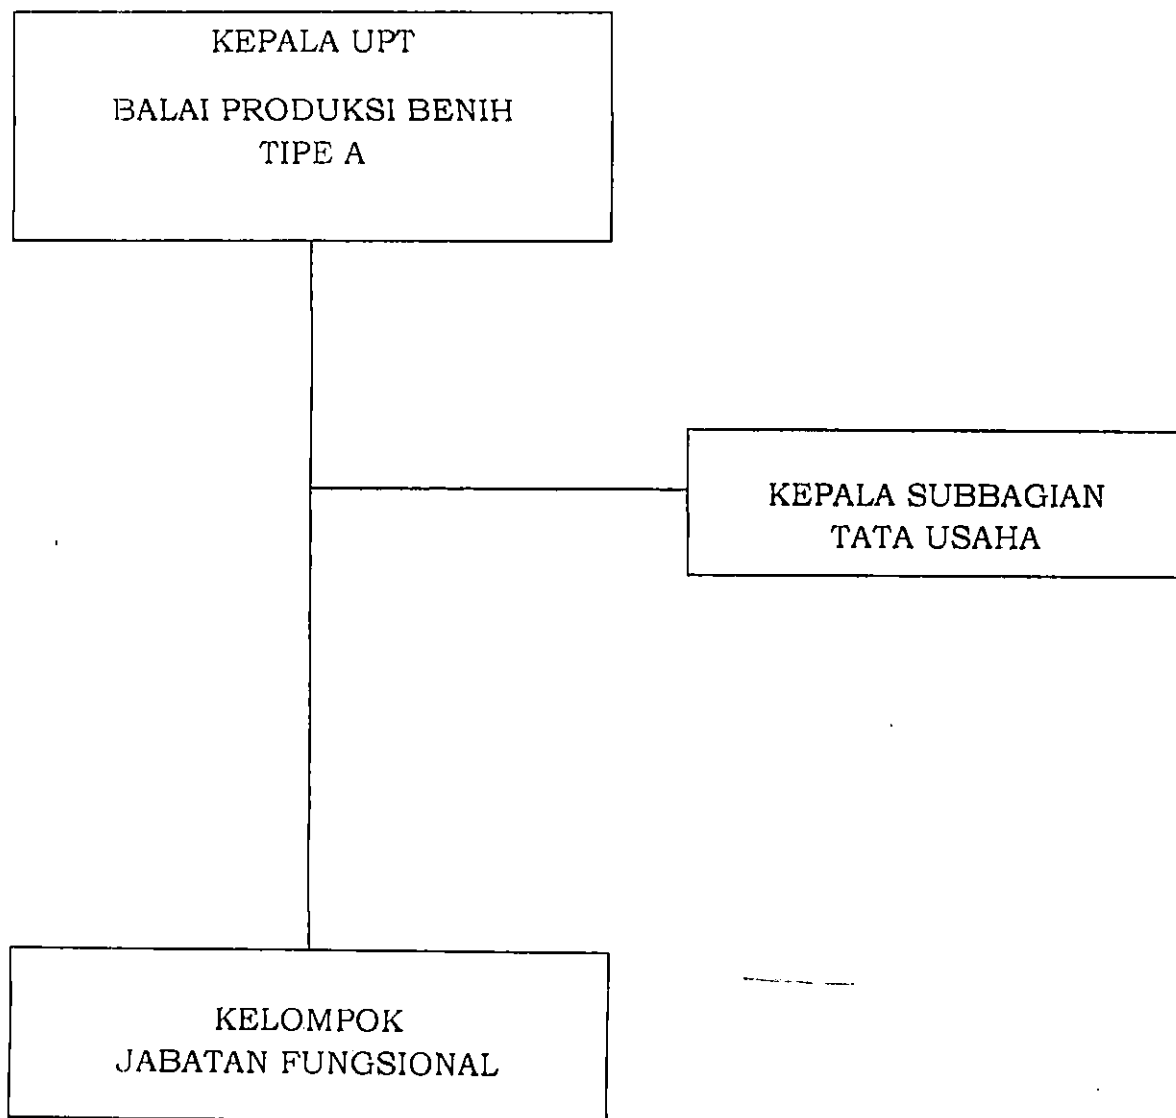 KEPALA UPT
BALAI PRODUKSI BENIH
TIPE A
KEPALA SUBBAGIAN
TATA USAHA
KELOMPOK
JABATAN FUNGSIONAL